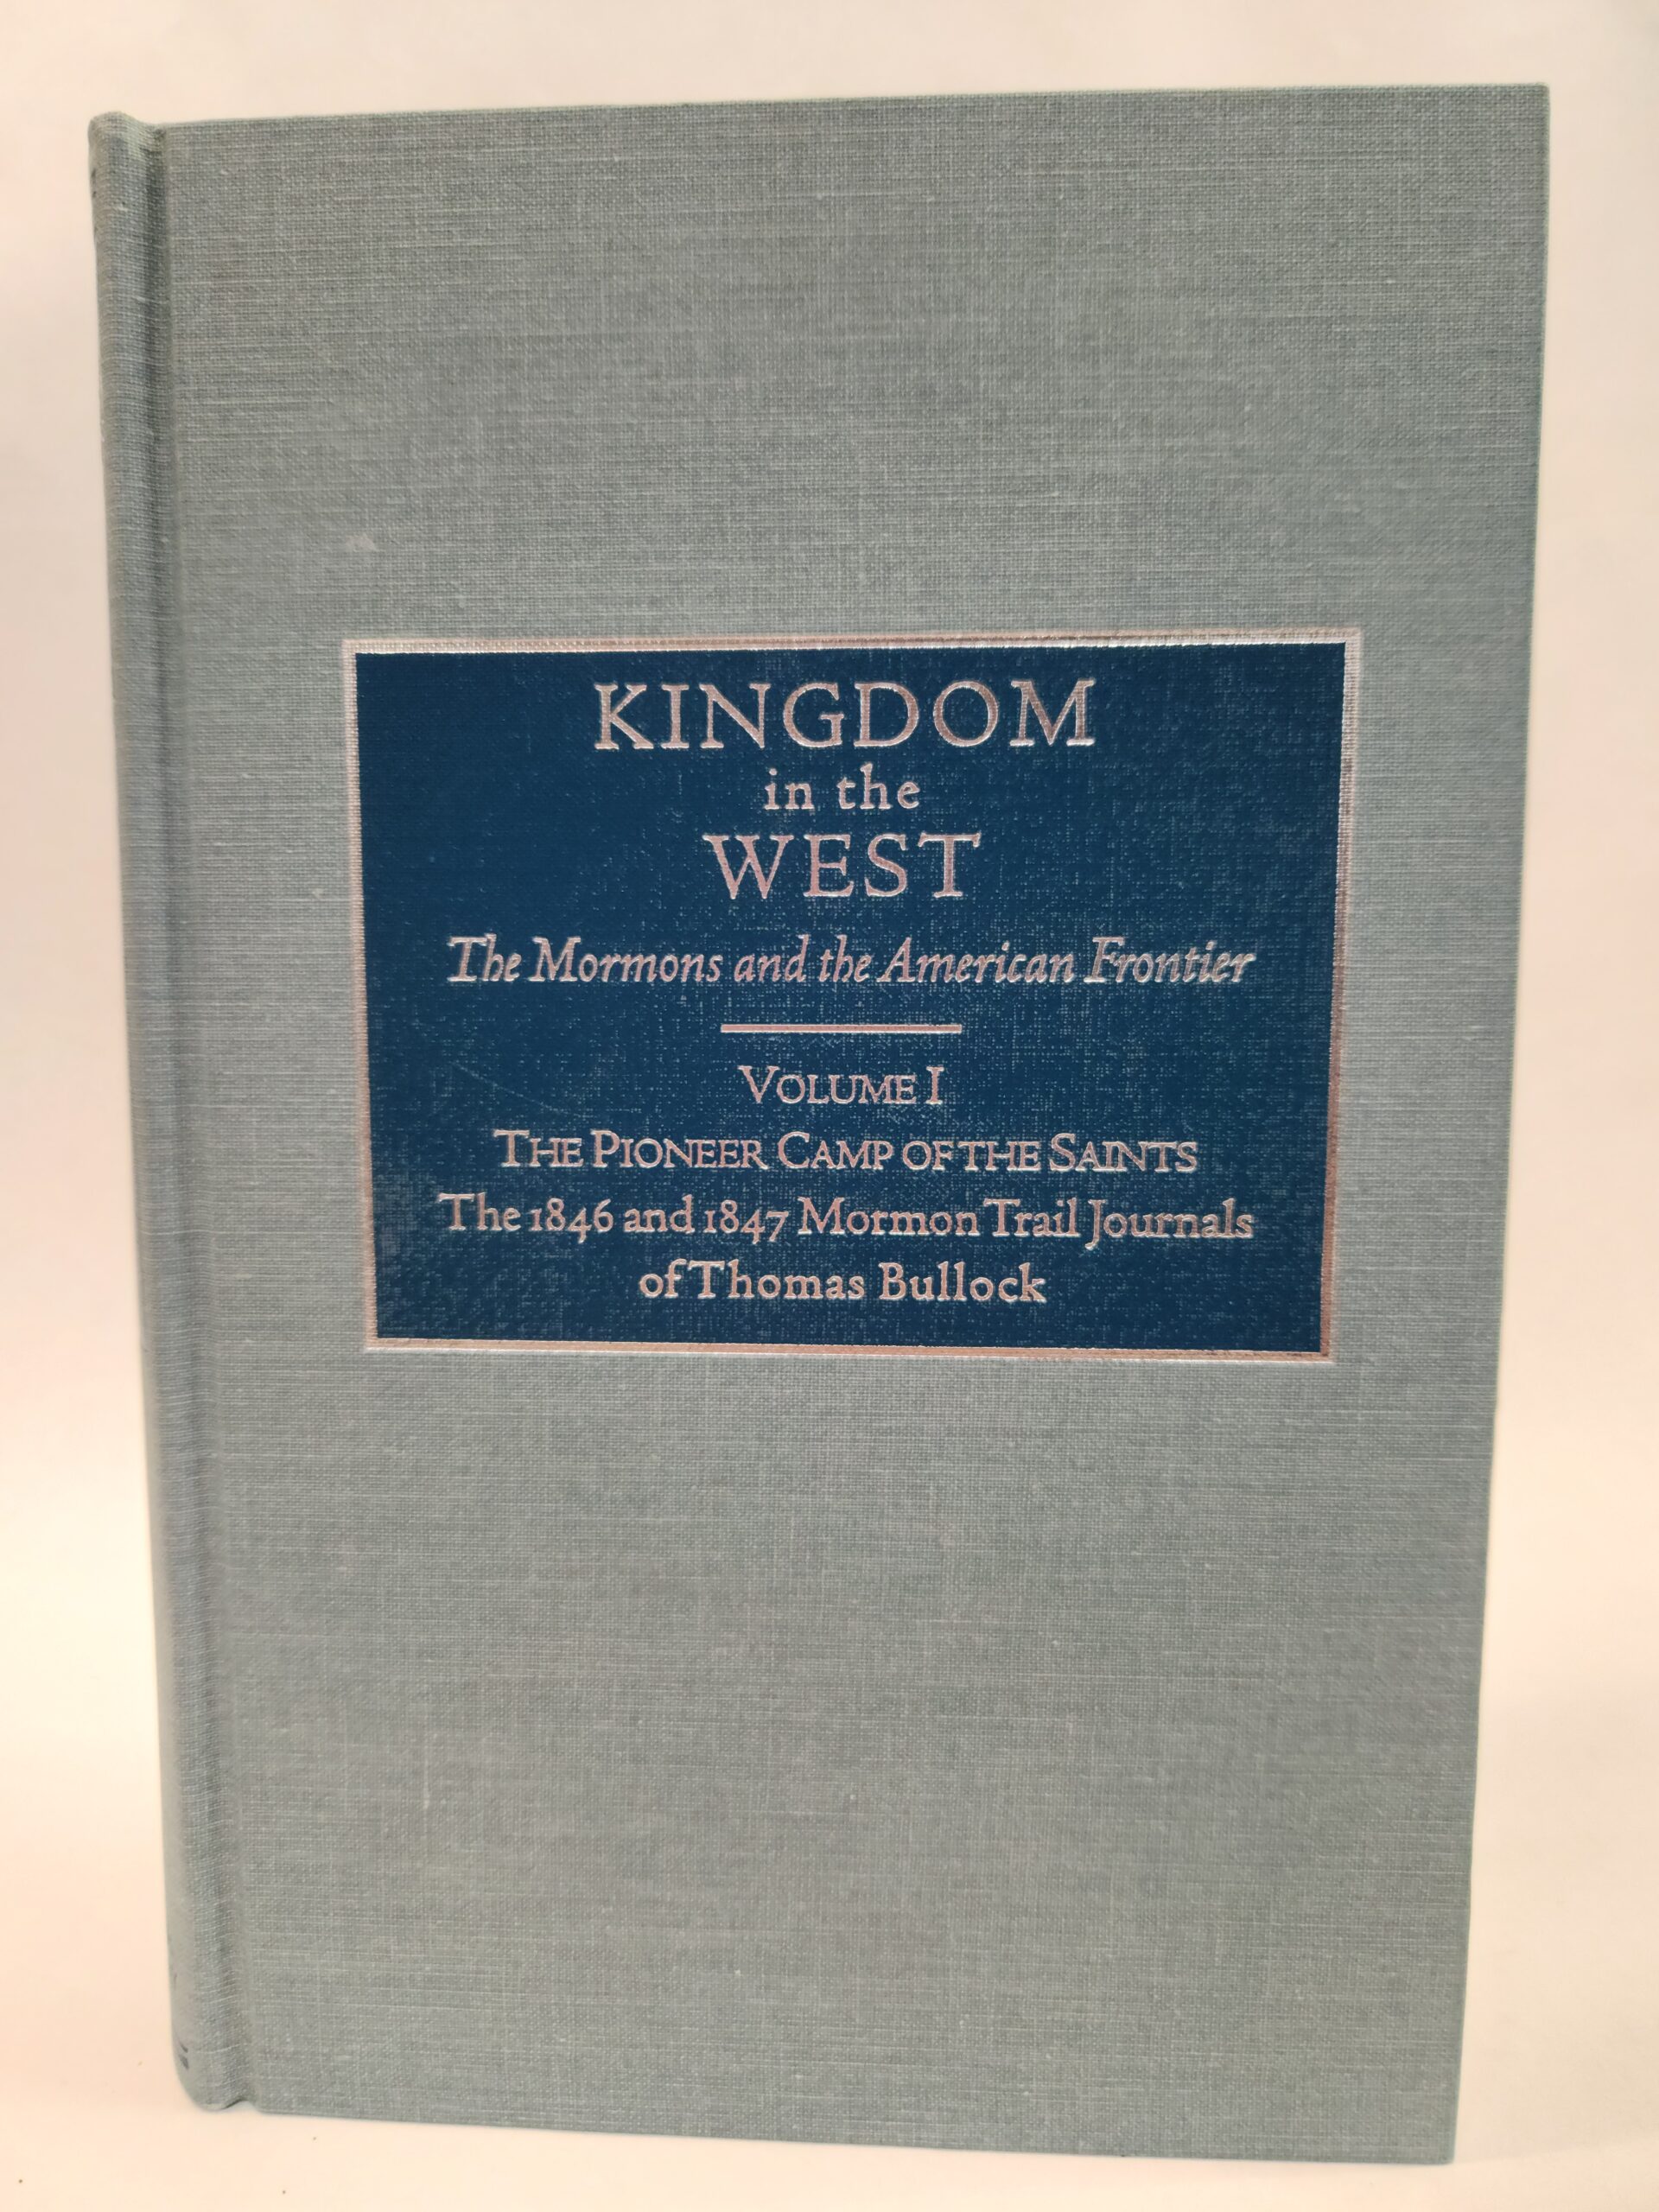 KINGDOM
in the
WEST
The Mormons and the American Frontier
VOLUME I
THE PIONEER CAMP OF THE SAINTS
The 1846 and 1847 Mormon Trail Journals
of Thomas Bullock